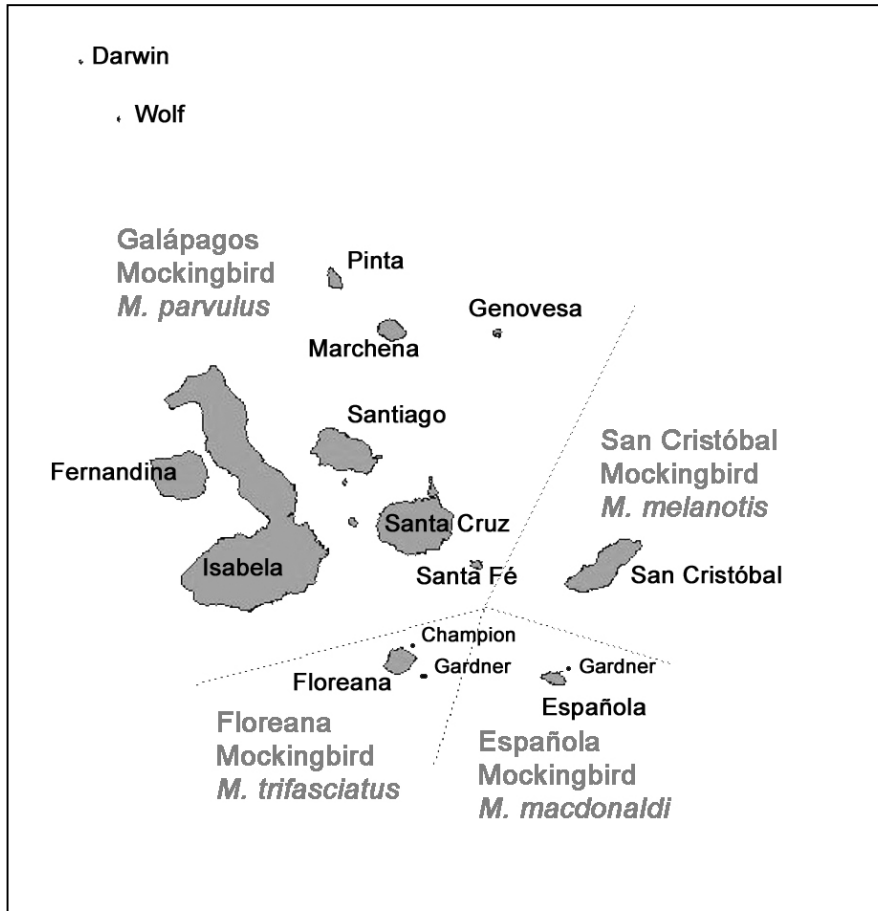 Darwin
Wolf
Galápagos
Mockingbird
M. parvulus
Pinta
Genovesa
Marchena
Santiago
Fernandina
San Cristóbal
Mockingbird
M. melanotis
Santa Cruz
Isabela
Santa Fé
San Cristóbal
Champion
Gardner
Floreana
Gardner
Española
Floreana
Mockingbird
M. trifasciatus
Española
Mockingbird
M. macdonaldi